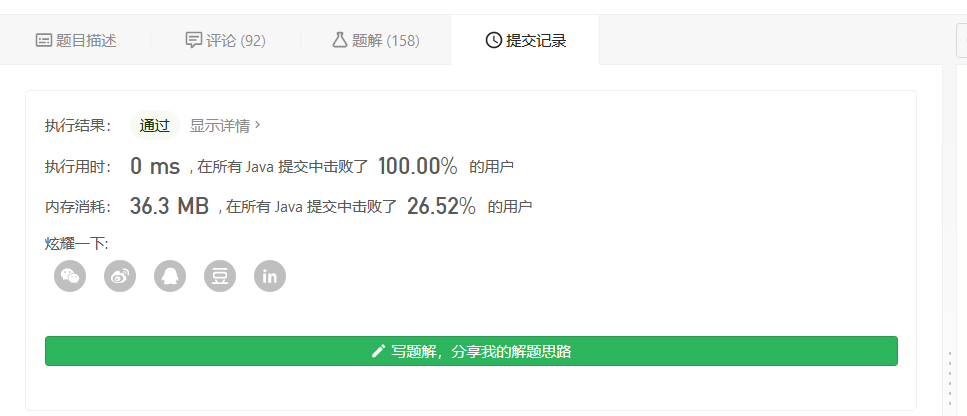 题目描述 评论 (92) 题解 (158) 提交记录
执行结果： 通过 显示详情 >
执行用时： 0 ms , 在所有 Java 提交中击败了 100.00% 的用户
内存消耗： 36.3 MB , 在所有 Java 提交中击败了 26.52% 的用户
炫耀一下:
豆 in
写题解，分享我的解题思路